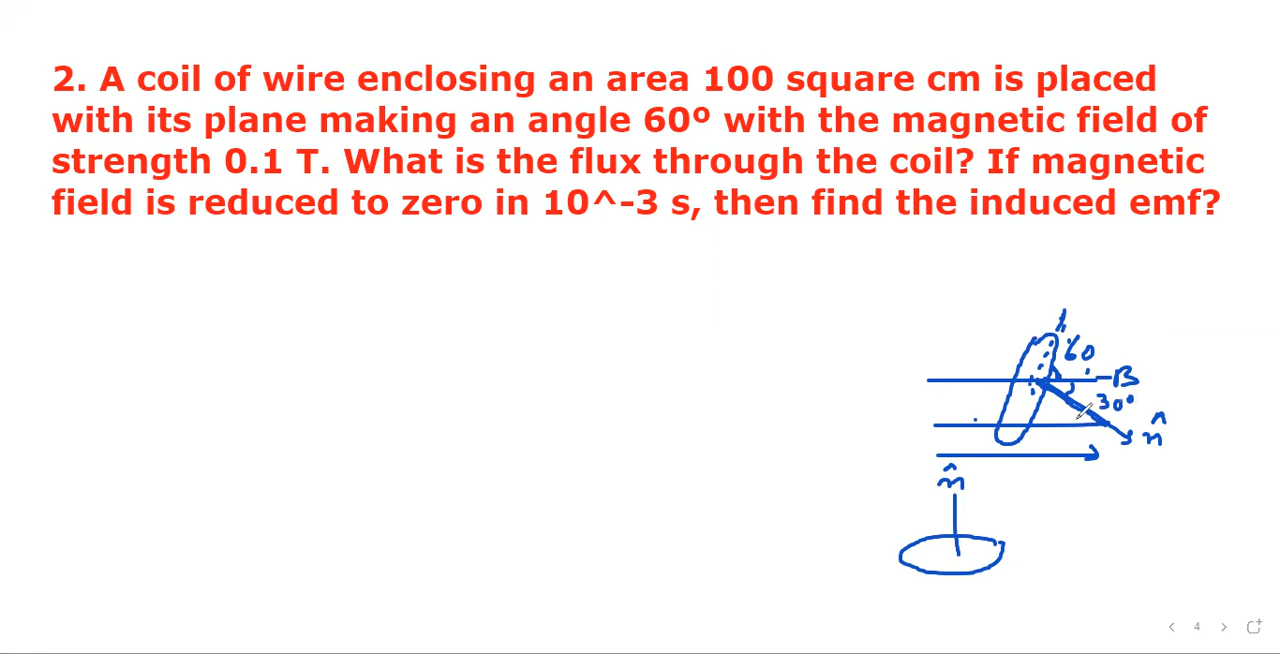 2. A coil of wire enclosing an area 100 square cm is placed
with its plane making an angle 60º with the magnetic field of
strength 0.1 T. What is the flux through the coil? If magnetic
field is reduced to zero in 10^-3 s, then find the induced emf?
60
B
30°
n̂
n̂
4